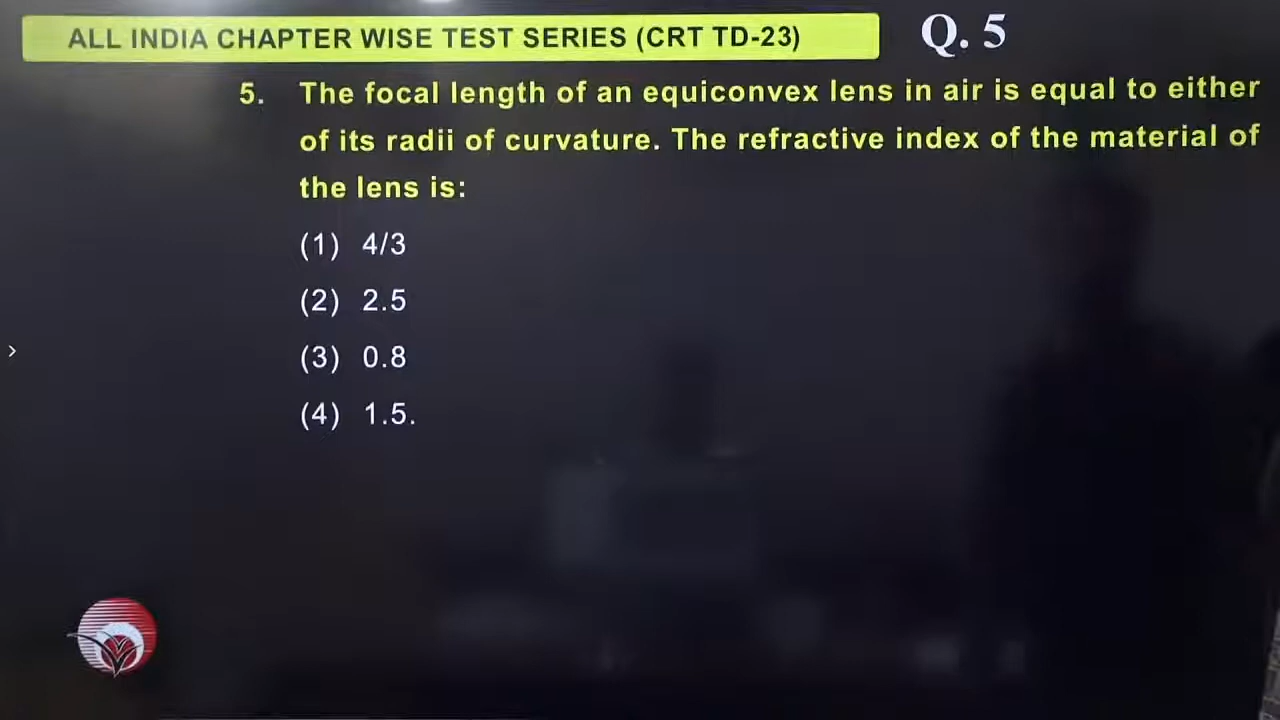 ALL INDIA CHAPTER WISE TEST SERIES (CRT TD-23)
Q. 5
5. The focal length of an equiconvex lens in air is equal to either
of its radii of curvature. The refractive index of the material of
the lens is:
(1) 4/3
(2) 2.5
(3) 0.8
(4) 1.5.